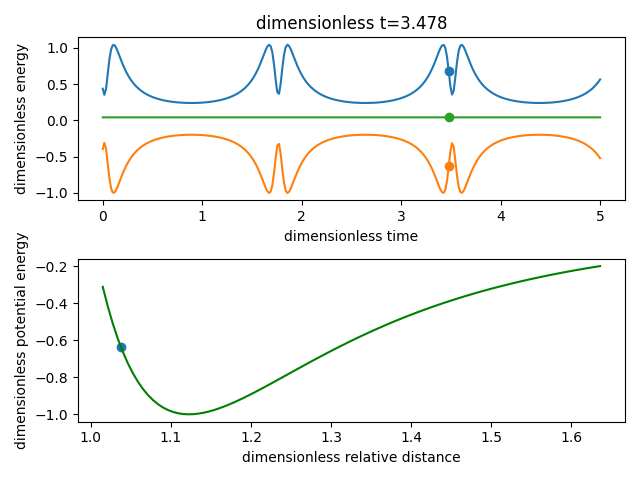 dimensionless t=3.478
dimensionless energy
1.0
0.5
0.0
−0.5
−1.0
0 1 2 3 4 5
dimensionless time
dimensionless potential energy
−0.2
−0.4
−0.6
−0.8
−1.0
1.0 1.1 1.2 1.3 1.4 1.5 1.6
dimensionless relative distance